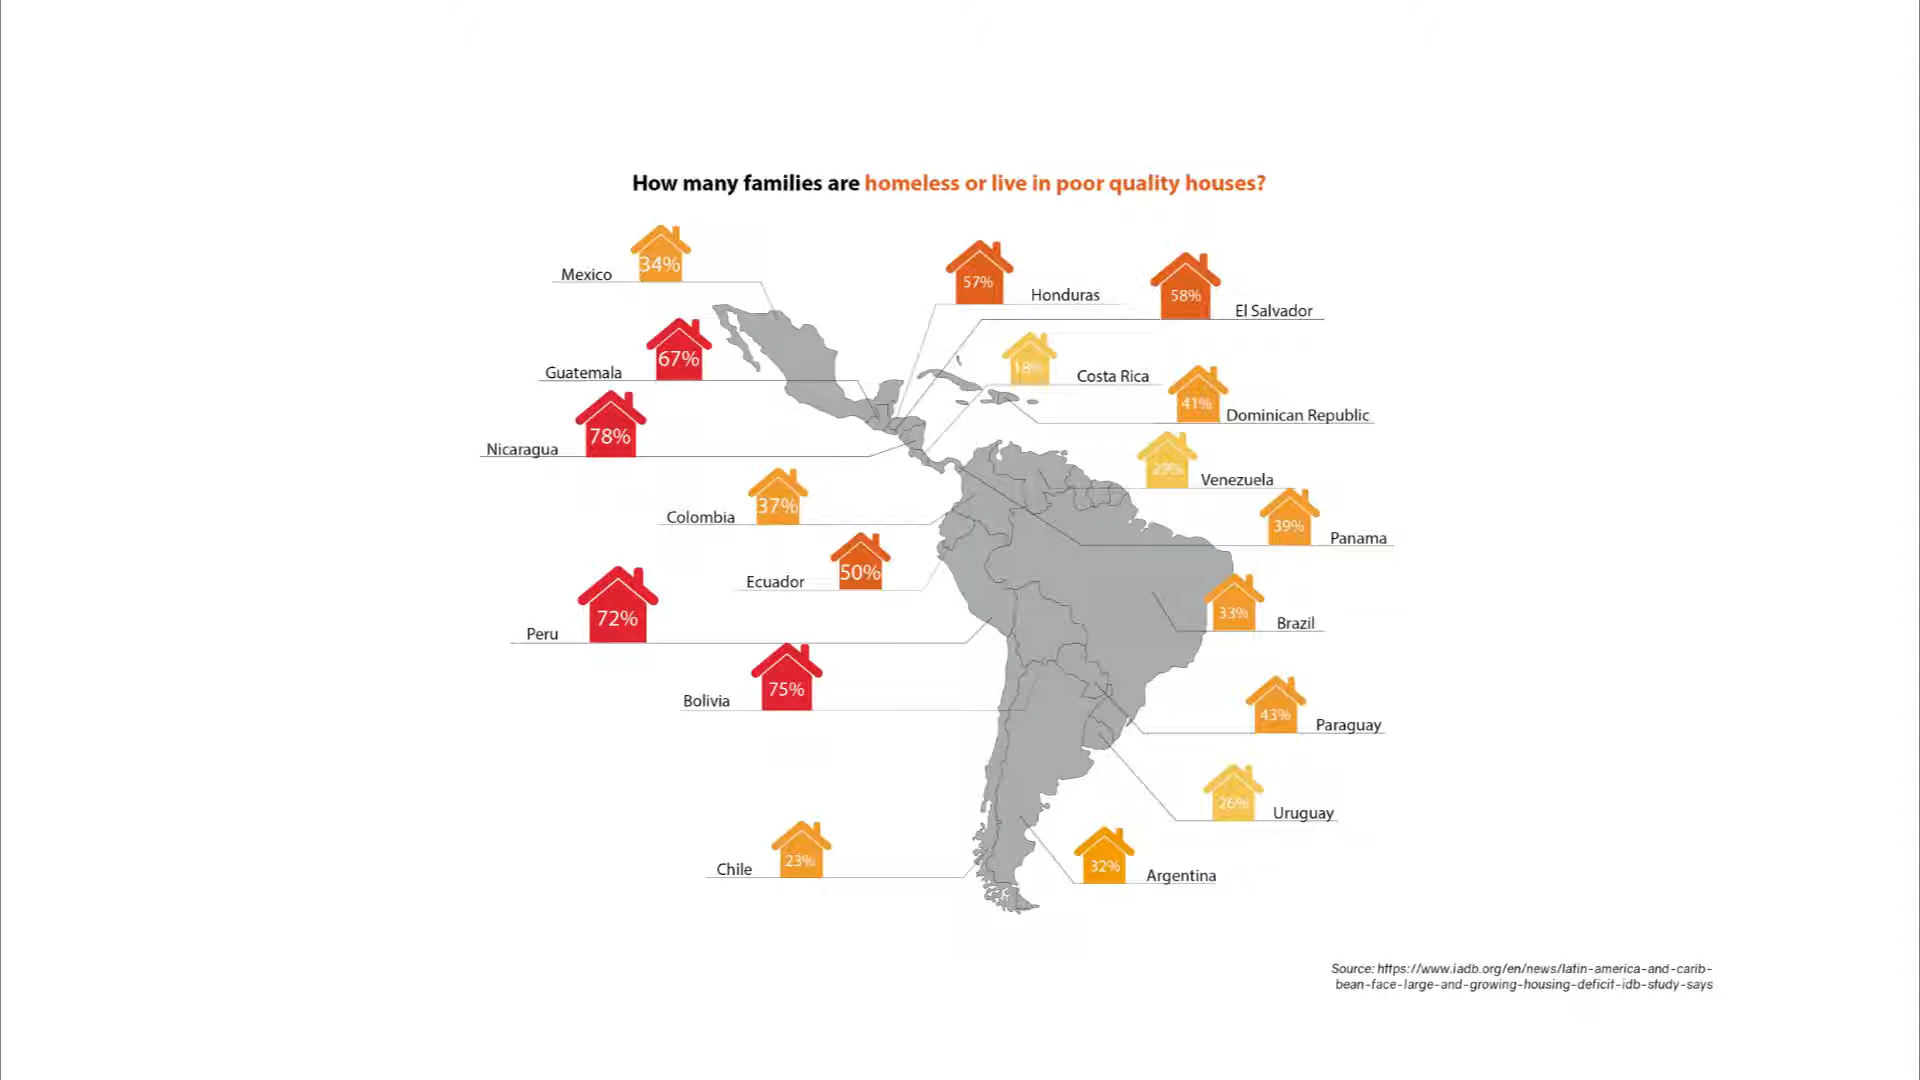 How many families are homeless or live in poor quality houses?
34%
Mexico
57%
Honduras
58%
El Salvador
67%
Guatemala
18%
Costa Rica
41%
Dominican Republic
78%
Nicaragua
29%
Venezuela
37%
Colombia
39%
Panama
50%
Ecuador
33%
Brazil
72%
Peru
75%
Bolivia
43%
Paraguay
26%
Uruguay
23%
Chile
32%
Argentina
Source: https://www.iadb.org/en/news/latin-america-and-carib-
bean-face-large-and-growing-housing-deficit-idb-study-says